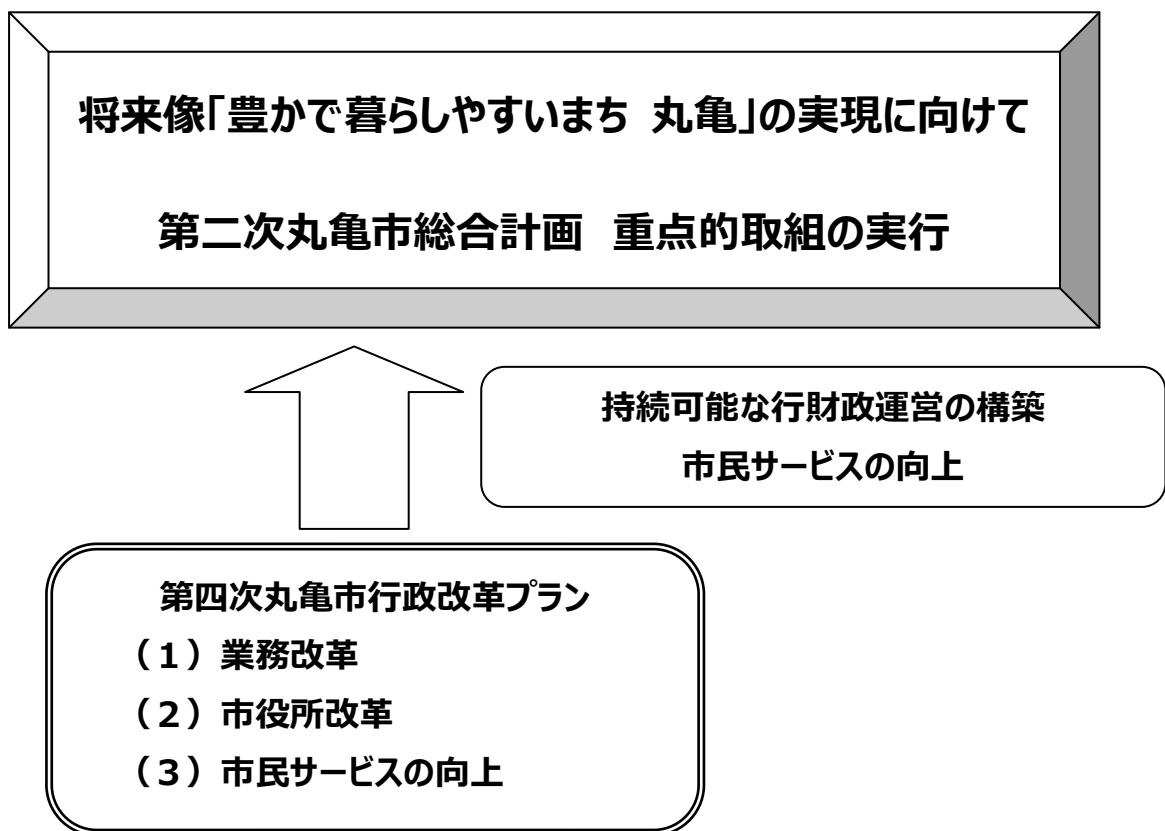 将来像「豊かで暮らしやすいまち 丸亀」の実現に向けて
第二次丸亀市総合計画 重点的取組の実行
持続可能な行財政運営の構築
市民サービスの向上
第四次丸亀市行政改革プラン
（１）業務改革
（２）市役所改革
（３）市民サービスの向上